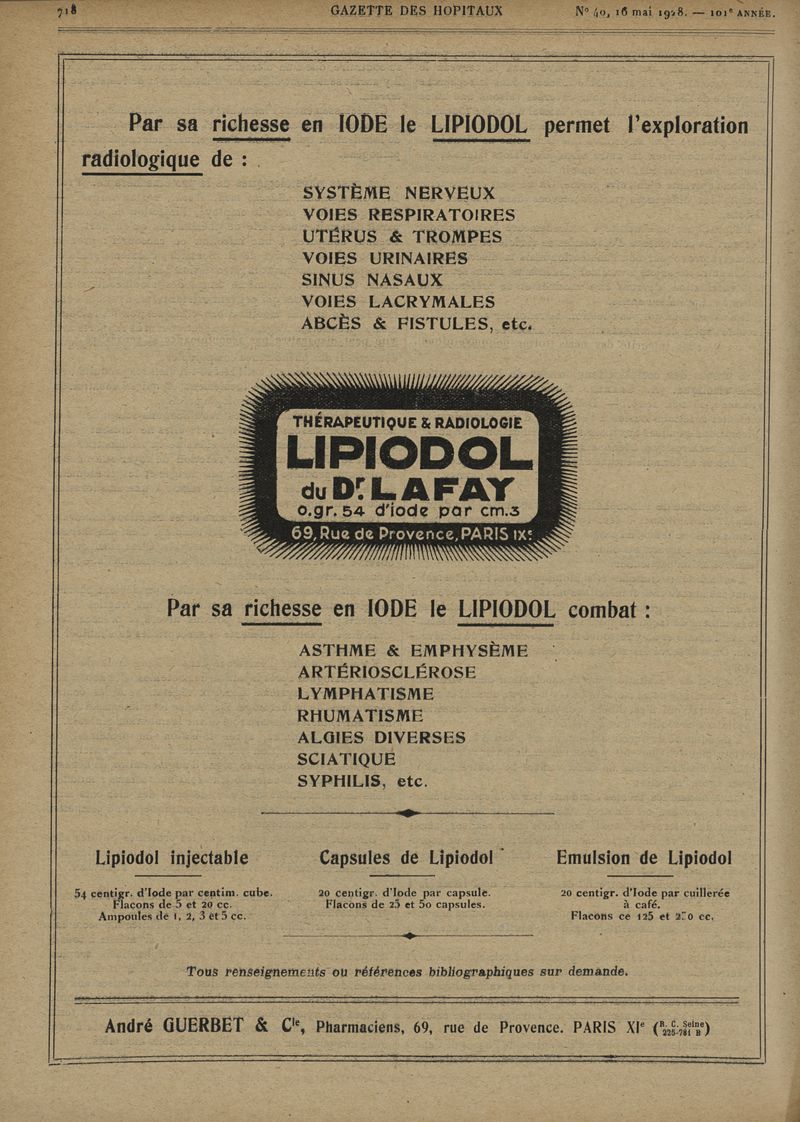 718
GAZETTE DES HOPITAUX
N° 40, 16 mai 1928. — 101e ANNÉE.
Par sa richesse en IODE le LIPIODOL permet l'exploration
radiologique de :
SYSTÈME NERVEUX
VOIES RESPIRATOIRES
UTÉRUS & TROMPES
VOIES URINAIRES
SINUS NASAUX
VOIES LACRYMALES
ABCÈS & FISTULES, etc.
THÉRAPEUTIQUE & RADIOLOGIE
LIPIODOL
du Dr. LAFAY
0.gr. 54 d'iode par cm.3
69, Rue de Provence, PARIS IXe
Par sa richesse en IODE le LIPIODOL combat :
ASTHME & EMPHYSÈME
ARTÉRIOSCLÉROSE
LYMPHATISME
RHUMATISME
ALGIES DIVERSES
SCIATIQUE
SYPHILIS, etc.
Lipiodol injectable
54 centigr. d'Iode par centim. cube.
Flacons de 5 et 20 cc.
Ampoules de 1, 2, 3 et 5 cc.
Capsules de Lipiodol
20 centigr. d'Iode par capsule.
Flacons de 25 et 50 capsules.
Emulsion de Lipiodol
20 centigr. d'Iode par cuillerée
à café.
Flacons ce 125 et 250 cc.
Tous renseignements ou références bibliographiques sur demande.
André GUERBET & Cie, Pharmaciens, 69, rue de Provence. PARIS XIe (R. C. Seine 225-781 B)